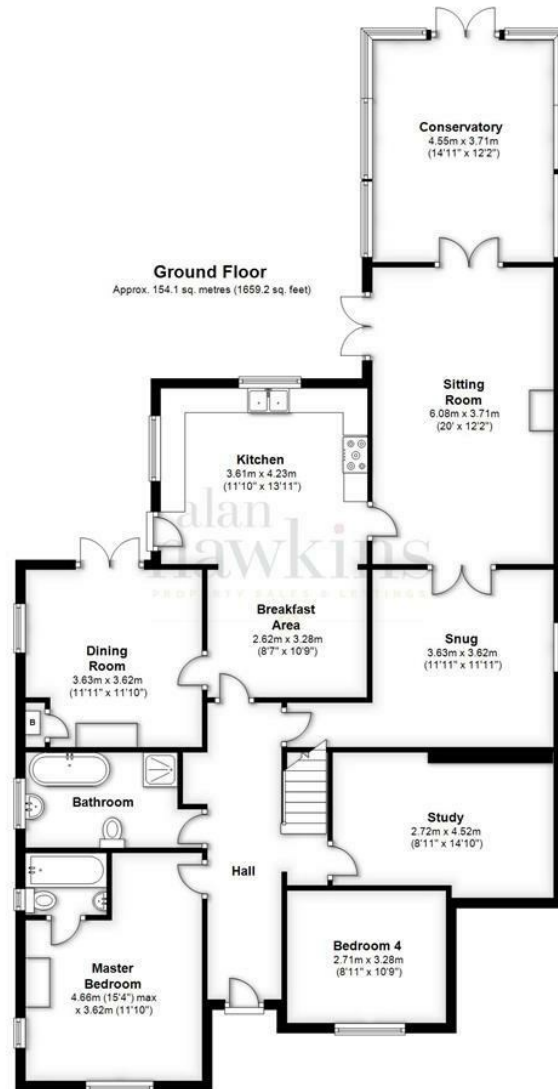 Conservatory
4.55m x 3.71m
(14'11" x 12'2")
Ground Floor
Approx. 154.1 sq. metres (1659.2 sq. feet)
Sitting
Room
6.08m x 3.71m
(20' x 12'2")
Kitchen
3.61m x 4.23m
(11'10" x 13'11")
alan
hawkins
PROPERTY SALES & LETTINGS
Breakfast
Area
2.62m x 3.28m
(8'7" x 10'9")
Snug
3.63m x 3.62m
(11'11" x 11'11")
Dining
Room
3.63m x 3.62m
(11'11" x 11'10")
B
Bathroom
Study
2.72m x 4.52m
(8'11" x 14'10")
Hall
Bedroom 4
2.71m x 3.28m
(8'11" x 10'9")
Master
Bedroom
4.66m (15'4") max
x 3.62m (11'10")